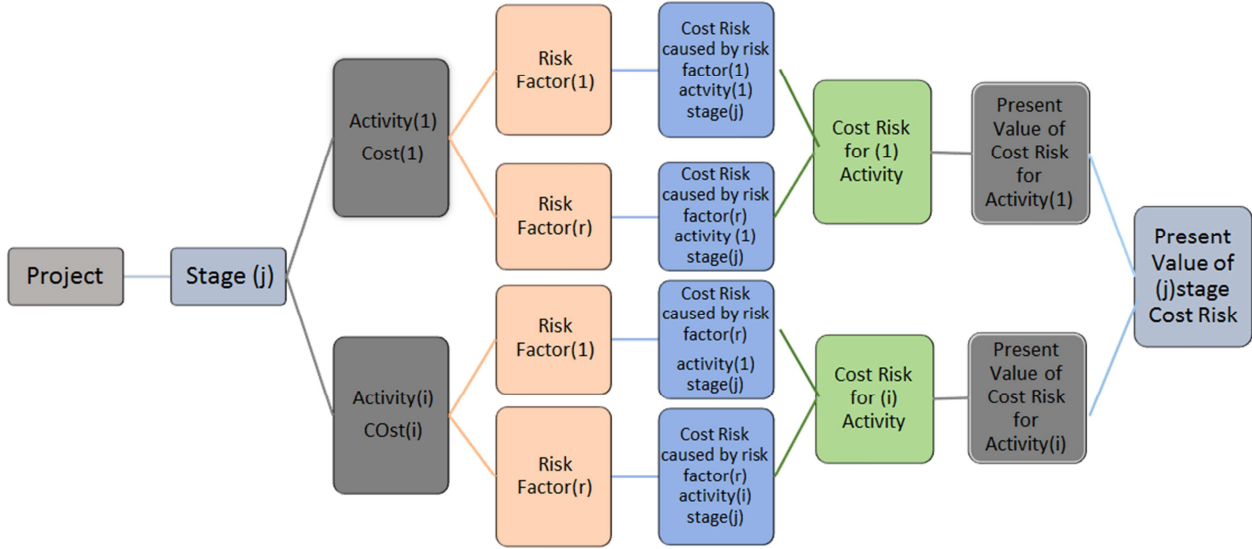 Project
Stage (j)
Activity(1)
Cost(1)
Activity(i)
COst(i)
Risk
Factor(1)
Risk
Factor(r)
Risk
Factor(1)
Risk
Factor(r)
Cost Risk
caused by risk
factor(1)
actvity(1)
stage(j)
Cost Risk
caused by risk
factor(r)
activity (1)
stage(j)
Cost Risk
caused by risk
factor(r)
activity(1)
stage(j)
Cost Risk
caused by risk
factor(r)
activity(i)
stage(j)
Cost Risk
for (1)
Activity
Cost Risk
for (i)
Activity
Present
Value of
Cost Risk
for
Activity(1)
Present
Value of
Cost Risk
for
Activity(i)
Present
Value of
(j)stage
Cost Risk